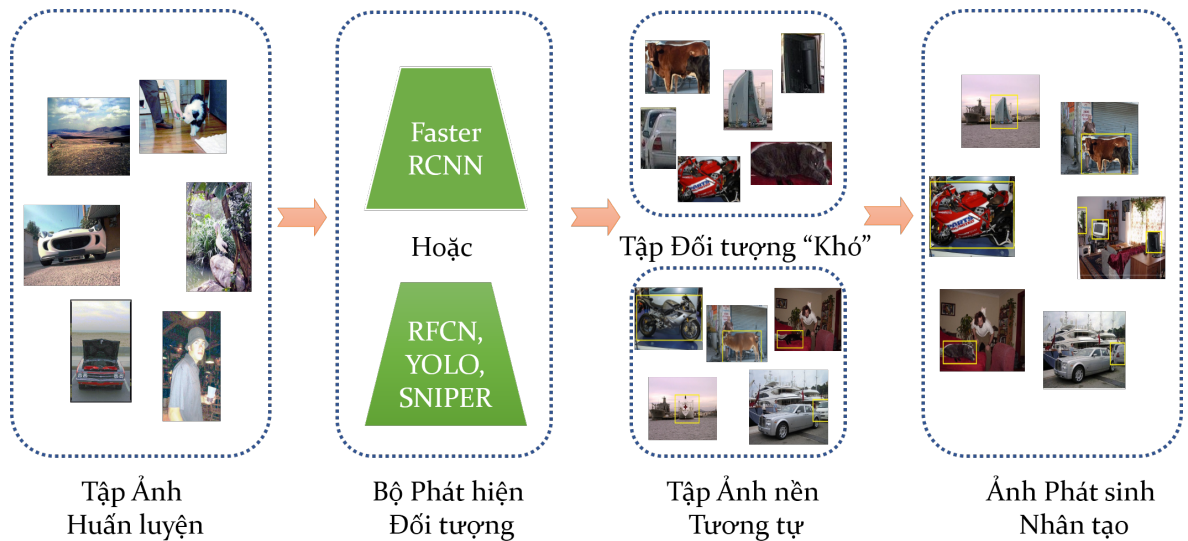 Faster
RCNN
Hoặc
RFCN,
YOLO,
SNIPER
Tập Đối tượng “Khó”
Tập Ảnh
Huấn luyện
Bộ Phát hiện
Đối tượng
Tập Ảnh nền
Tương tự
Ảnh Phát sinh
Nhân tạo